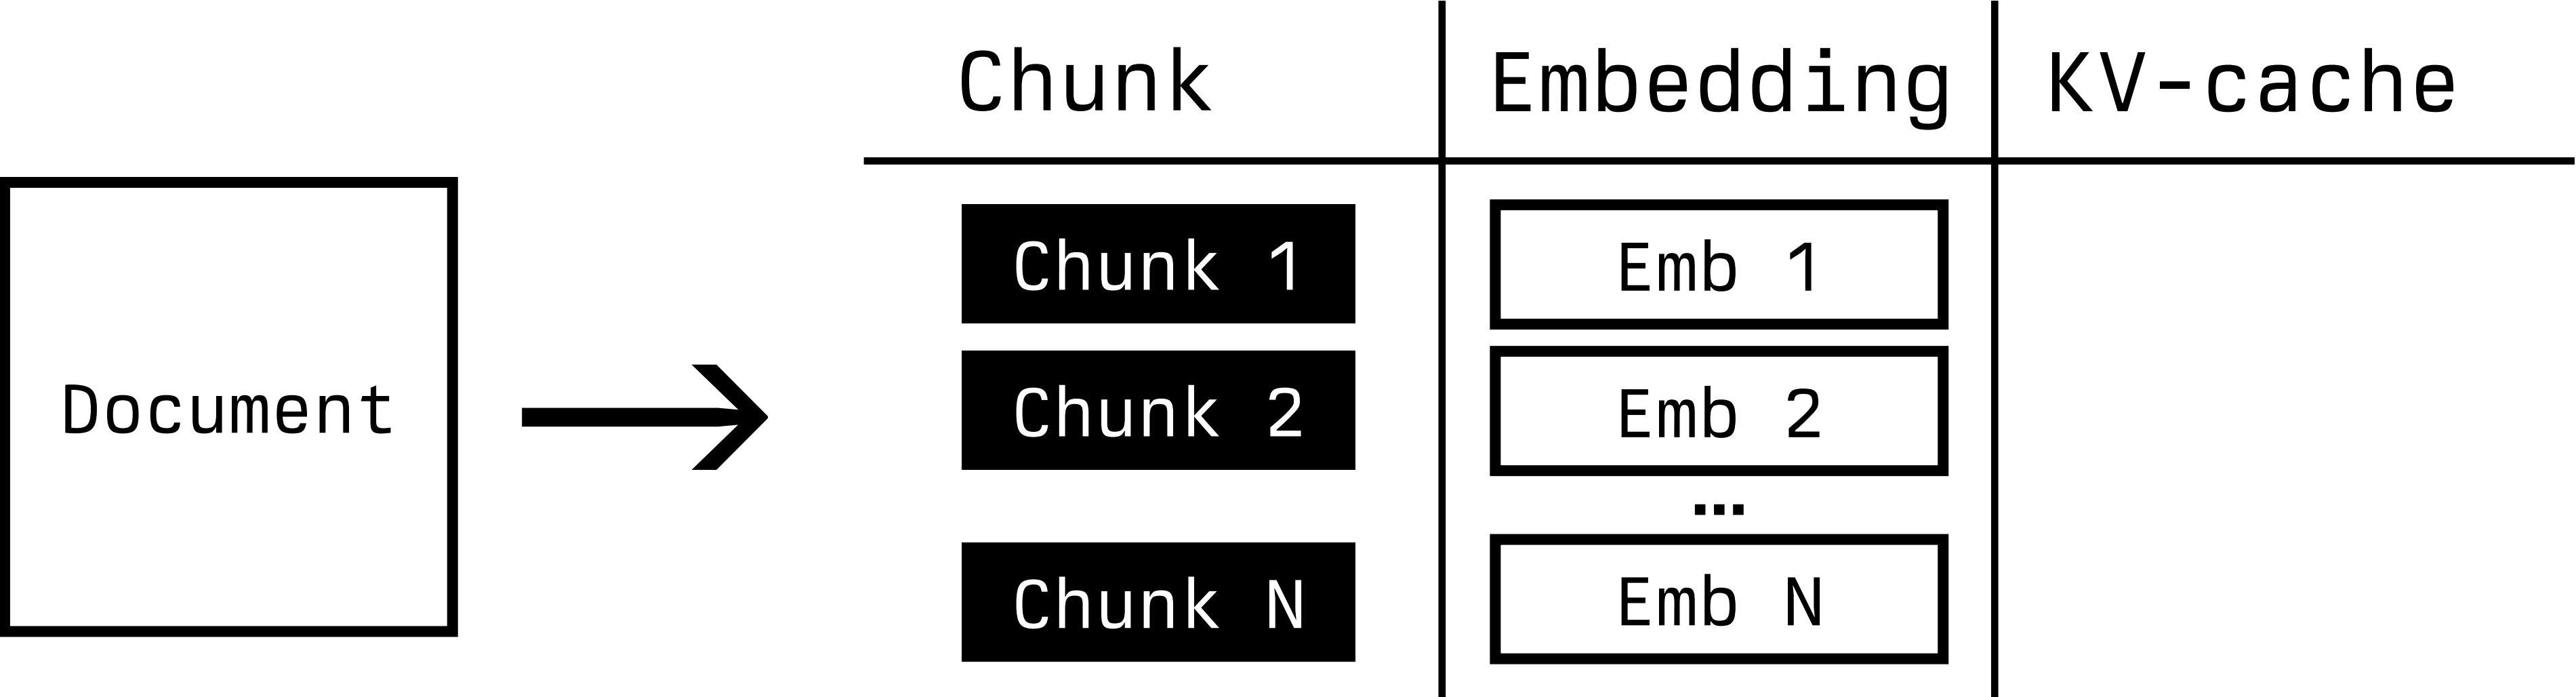 Chunk Embedding KV-cache
Document
Chunk 1 Emb 1
Chunk 2 Emb 2
...
Chunk N Emb N